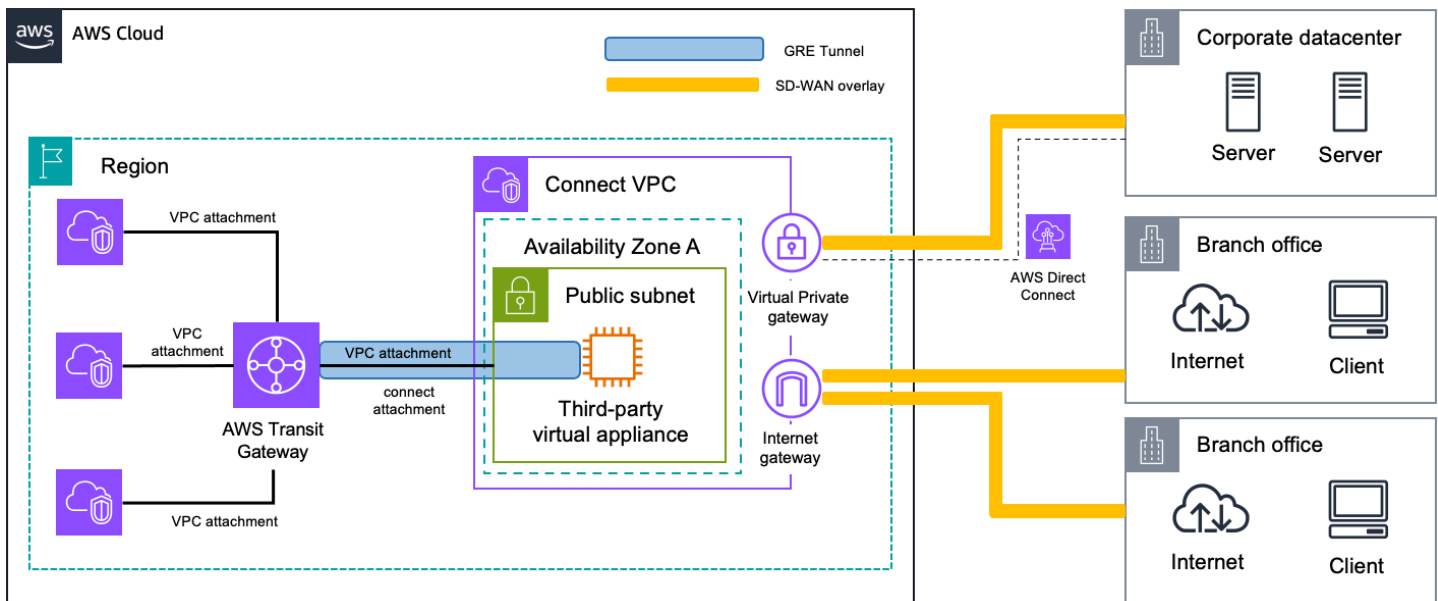 aws
AWS Cloud
GRE Tunnel
SD-WAN overlay
Region
VPC attachment
VPC
attachment
VPC attachment
AWS Transit
Gateway
VPC attachment
connect
attachment
Connect VPC
Availability Zone A
Public subnet
Third-party
virtual appliance
Virtual Private
gateway
Internet
gateway
AWS Direct
Connect
Corporate datacenter
Server
Server
Branch office
Internet
Client
Branch office
Internet
Client